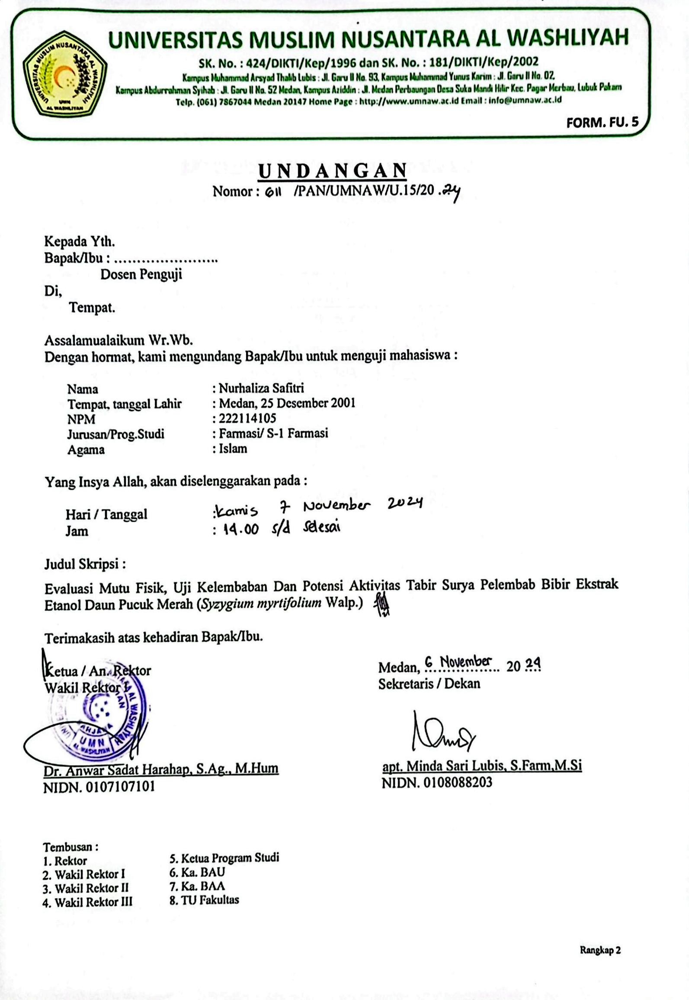 UNIVERSITAS MUSLIM NUSANTARA AL WASHLIYAH
SK. No. : 424/DIKTI/Kep/1996 dan SK. No. : 181/DIKTI/Kep/2002
Kampus Muhammad Arsyad Thalib Lubis : Jl. Garu II No. 93, Kampus Muhammad Yunus Karim : Jl. Garu II No. 02,
Kampus Abdurrahman Syihab : Jl. Garu II No. 52 Medan, Kampus Aziddin : Jl. Medan Perbaungan Desa Suka Mandi Hilir Kec. Pagar Merbau, Lubuk Pakam
Telp. (061) 7867044 Medan 20147 Home Page : http://www.umnaw.ac.id Email : info@umnaw.ac.id
UNIVERSITAS MUSLIM NUSANTARA AL WASHLIYAH
UMN
AL WASHLIYAH
FORM. FU. 5
UNDANGAN
Nomor : 611 /PAN/UMNAW/U.15/20 .24
Kepada Yth.
Bapak/Ibu : .......................
Dosen Penguji
Di,
Tempat.
Assalamualaikum Wr.Wb.
Dengan hormat, kami mengundang Bapak/Ibu untuk menguji mahasiswa :
Nama : Nurhaliza Safitri
Tempat, tanggal Lahir : Medan, 25 Desember 2001
NPM : 222114105
Jurusan/Prog.Studi : Farmasi/ S-1 Farmasi
Agama : Islam
Yang Insya Allah, akan diselenggarakan pada :
Hari / Tanggal : Kamis 7 November 2024
Jam : 14.00 s/d selesai
Judul Skripsi :
Evaluasi Mutu Fisik, Uji Kelembaban Dan Potensi Aktivitas Tabir Surya Pelembab Bibir Ekstrak
Etanol Daun Pucuk Merah (Syzygium myrtifolium Walp.)
Terimakasih atas kehadiran Bapak/Ibu.
Ketua / An. Rektor
Wakil Rektor I
UMN
AL WASHLIYAH
Dr. Anwar Sadat Harahap, S.Ag., M.Hum
NIDN. 0107107101
Medan, 6 November 20 24
Sekretaris / Dekan
apt. Minda Sari Lubis, S.Farm,M.Si
NIDN. 0108088203
Tembusan :
1. Rektor
2. Wakil Rektor I
3. Wakil Rektor II
4. Wakil Rektor III
5. Ketua Program Studi
6. Ka. BAU
7. Ka. BAA
8. TU Fakultas
Rangkap 2